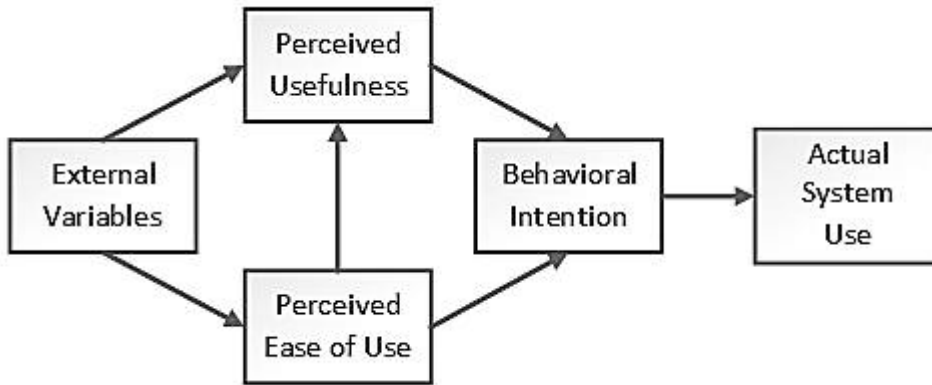 Perceived
Usefulness
External
Variables
Behavioral
Intention
Actual
System
Use
Perceived
Ease of Use